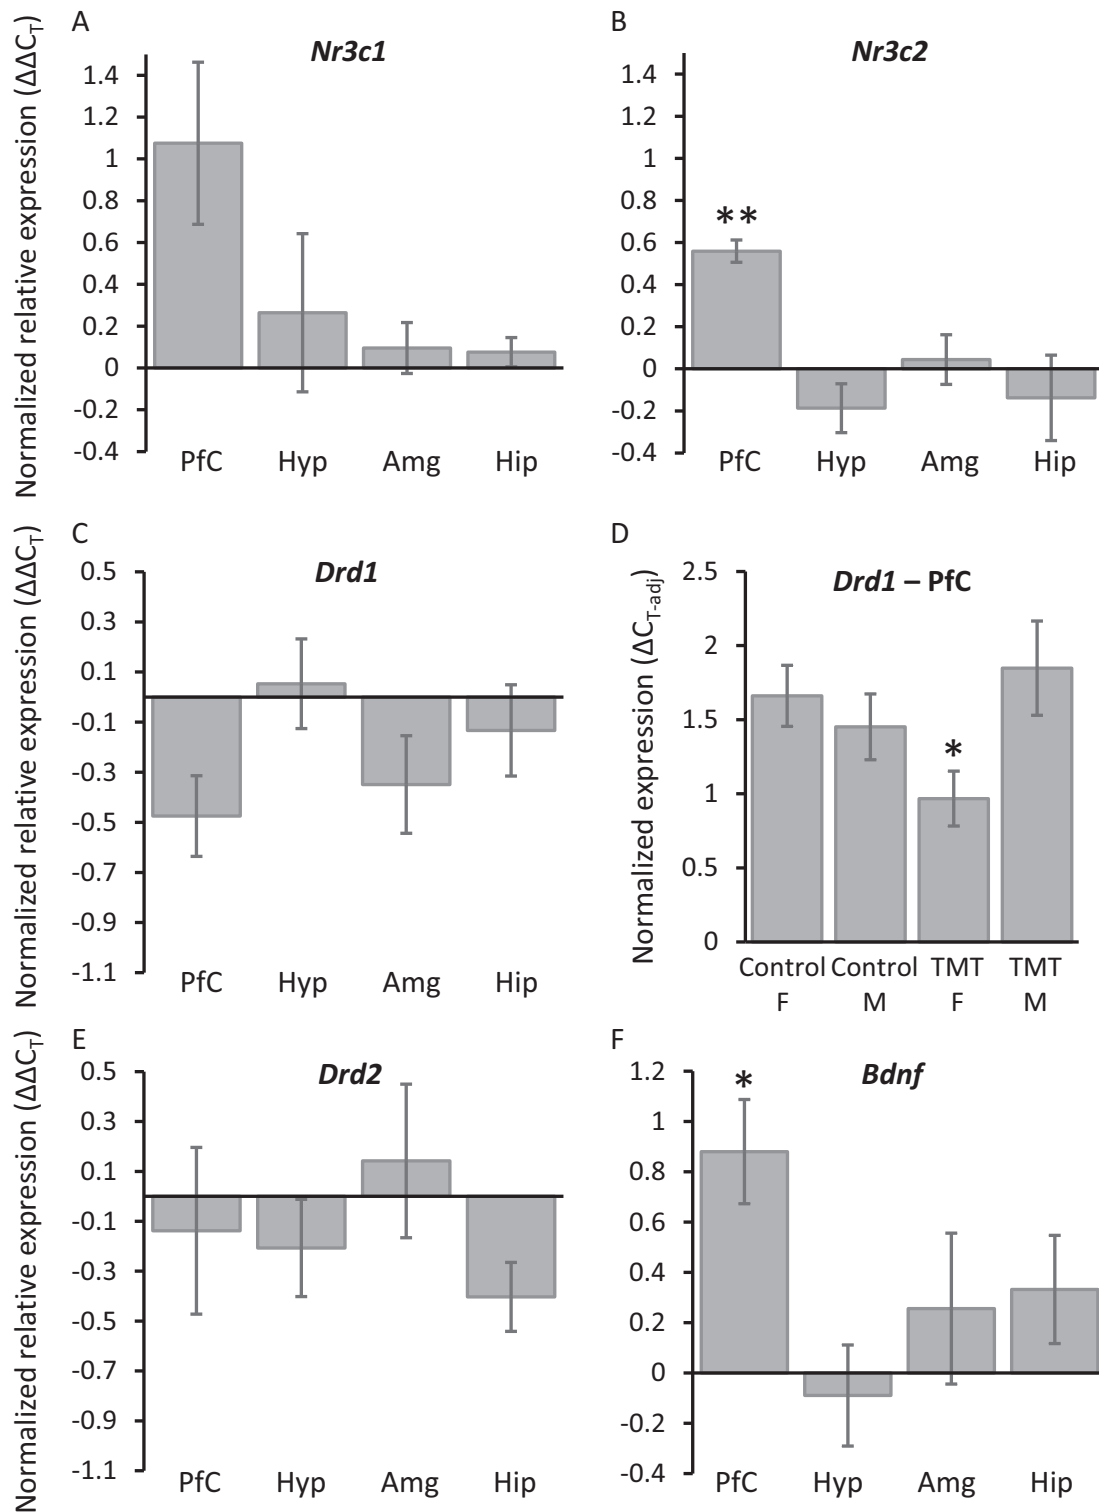 A
Nr3c1
Normalized relative expression (ΔΔCT)
1.4
1.2
1
0.8
0.6
0.4
0.2
0
-0.2
-0.4
PfC Hyp Amg Hip
B
Nr3c2
1.4
1.2
1
0.8
0.6
0.4
0.2
0
-0.2
-0.4
**
PfC Hyp Amg Hip
C
Drd1
Normalized relative expression (ΔΔCT)
0.5
0.3
0.1
-0.1
-0.3
-0.5
-0.7
-0.9
-1.1
PfC Hyp Amg Hip
D
Drd1 – PfC
Normalized expression (ΔCT-adj)
2.5
2
1.5
1
0.5
0
*
Control Control TMT TMT
F M F M
E
Drd2
Normalized relative expression (ΔΔCT)
0.5
0.3
0.1
-0.1
-0.3
-0.5
-0.7
-0.9
-1.1
PfC Hyp Amg Hip
F
Bdnf
1.2
1
0.8
0.6
0.4
0.2
0
-0.2
-0.4
*
PfC Hyp Amg Hip